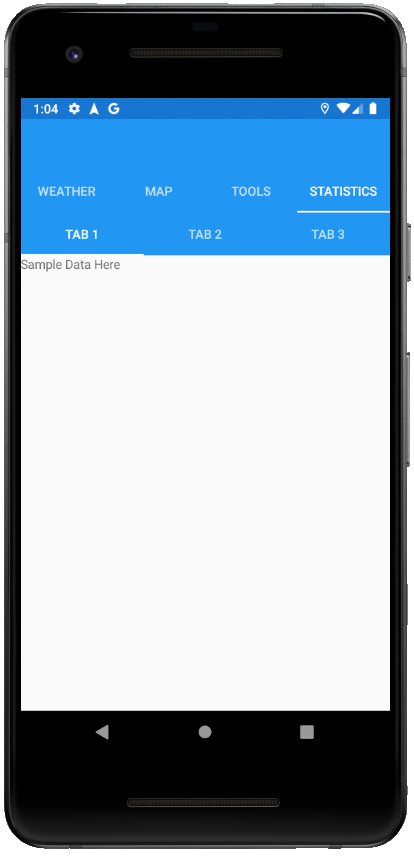 1:04
WEATHER MAP TOOLS STATISTICS
TAB 1 TAB 2 TAB 3
Sample Data Here